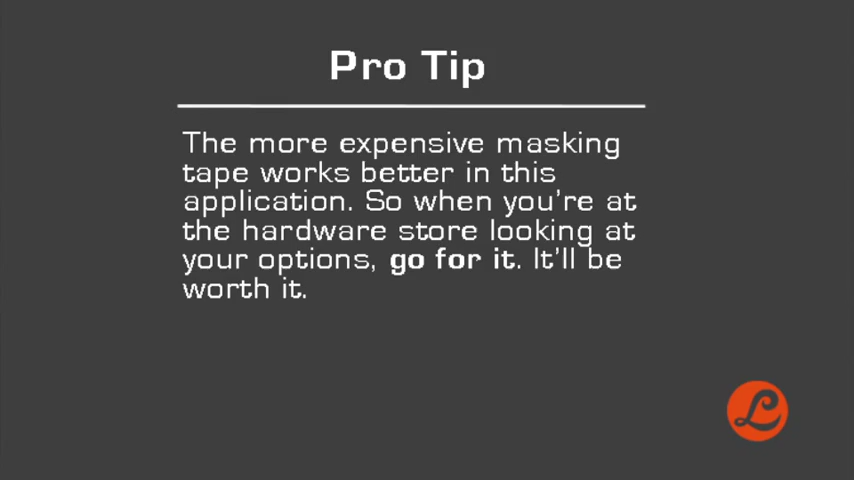 Pro Tip
The more expensive masking
tape works better in this
application. So when you're at
the hardware store looking at
your options, go for it. It'll be
worth it.
L